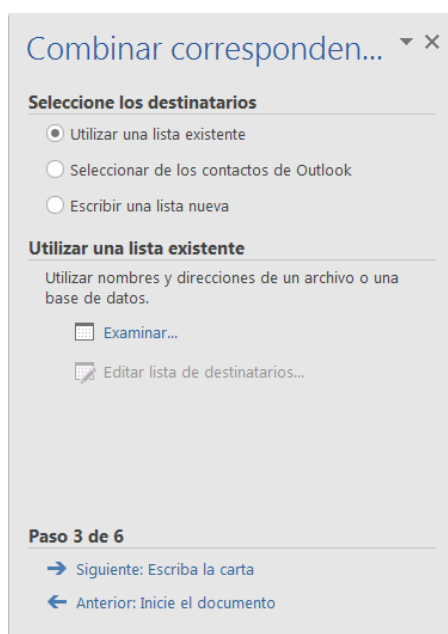 Combinar corresponden...
Seleccione los destinatarios
Utilizar una lista existente
Seleccionar de los contactos de Outlook
Escribir una lista nueva
Utilizar una lista existente
Utilizar nombres y direcciones de un archivo o una
base de datos.
Examinar...
Editar lista de destinatarios...
Paso 3 de 6
Siguiente: Escriba la carta
Anterior: Inicie el documento